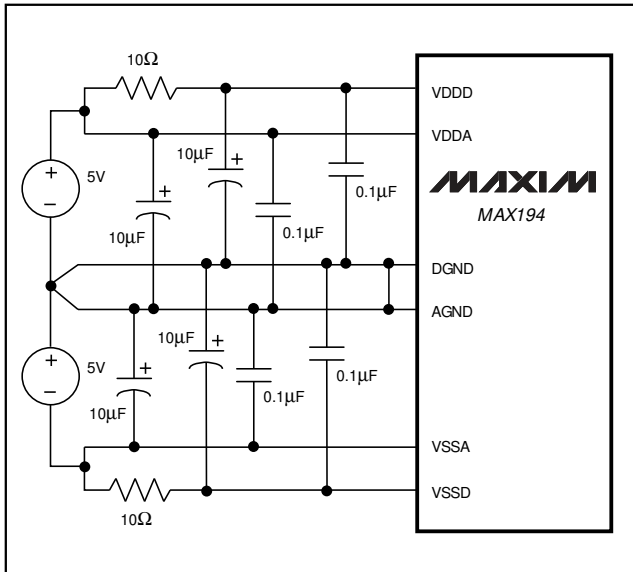 10Ω
VDDD
VDDA
10µF
+
+
5V
+
−
+
10µF
0.1µF
0.1µF
MAXIM
MAX194
DGND
AGND
10µF
+
+
5V
−
+
10µF
0.1µF
0.1µF
VSSA
VSSD
10Ω